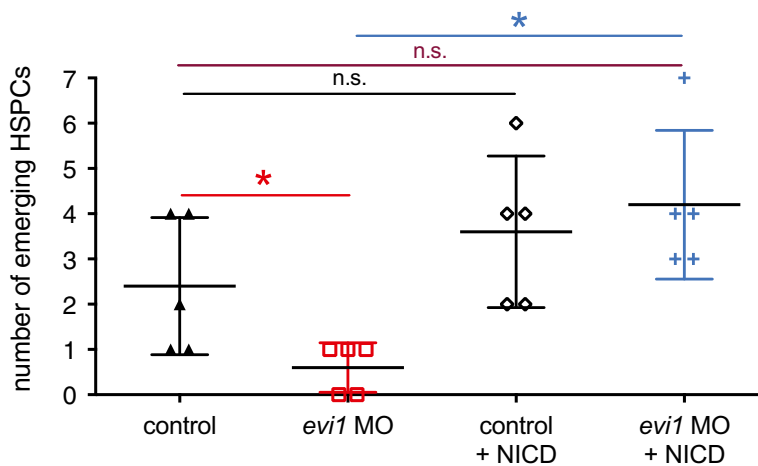 *
n.s.
n.s.
*
number of emerging HSPCs
7
6
5
4
3
2
1
0
control
evi1 MO
control
+ NICD
evi1 MO
+ NICD